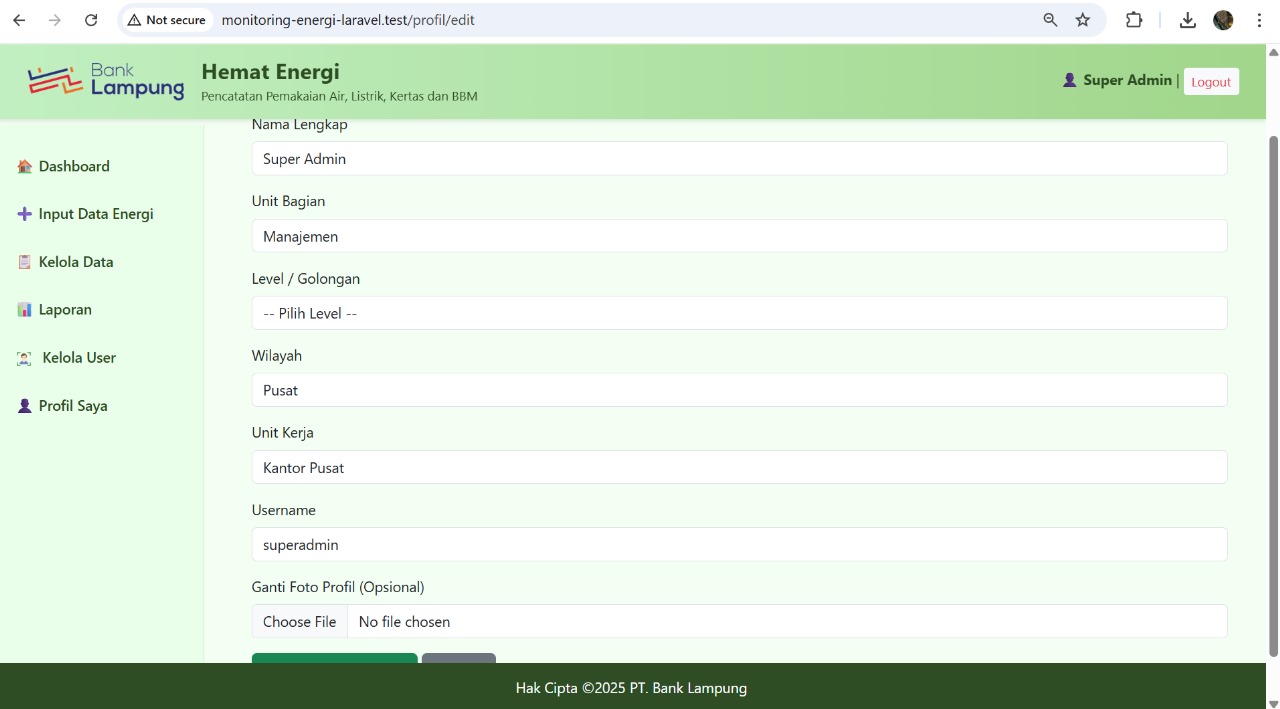 Not secure
monitoring-energi-laravel.test/profil/edit
Bank
Lampung
Hemat Energi
Pencatatan Pemakaian Air, Listrik, Kertas dan BBM
Super Admin |
Logout
Dashboard
Input Data Energi
Kelola Data
Laporan
Kelola User
Profil Saya
Nama Lengkap
Super Admin
Unit Bagian
Manajemen
Level / Golongan
-- Pilih Level --
Wilayah
Pusat
Unit Kerja
Kantor Pusat
Username
superadmin
Ganti Foto Profil (Opsional)
Choose File No file chosen
Hak Cipta ©2025 PT. Bank Lampung